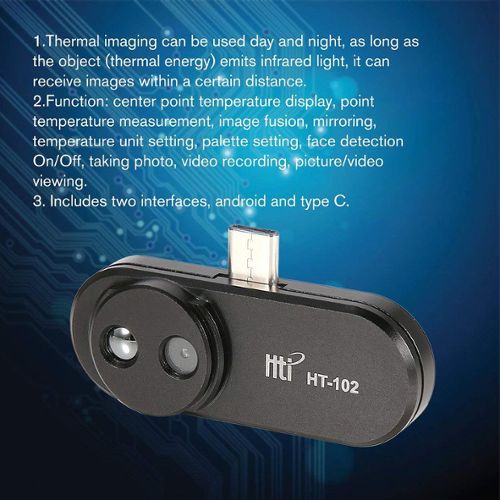 1.Thermal imaging can be used day and night, as long as
the object (thermal energy) emits infrared light, it can
receive images within a certain distance.
2.Function: center point temperature display, point
temperature measurement, image fusion, mirroring,
temperature unit setting, palette setting, face detection
On/Off, taking photo, video recording, picture/video
viewing.
3. Includes two interfaces, android and type C.
Hti HT-102